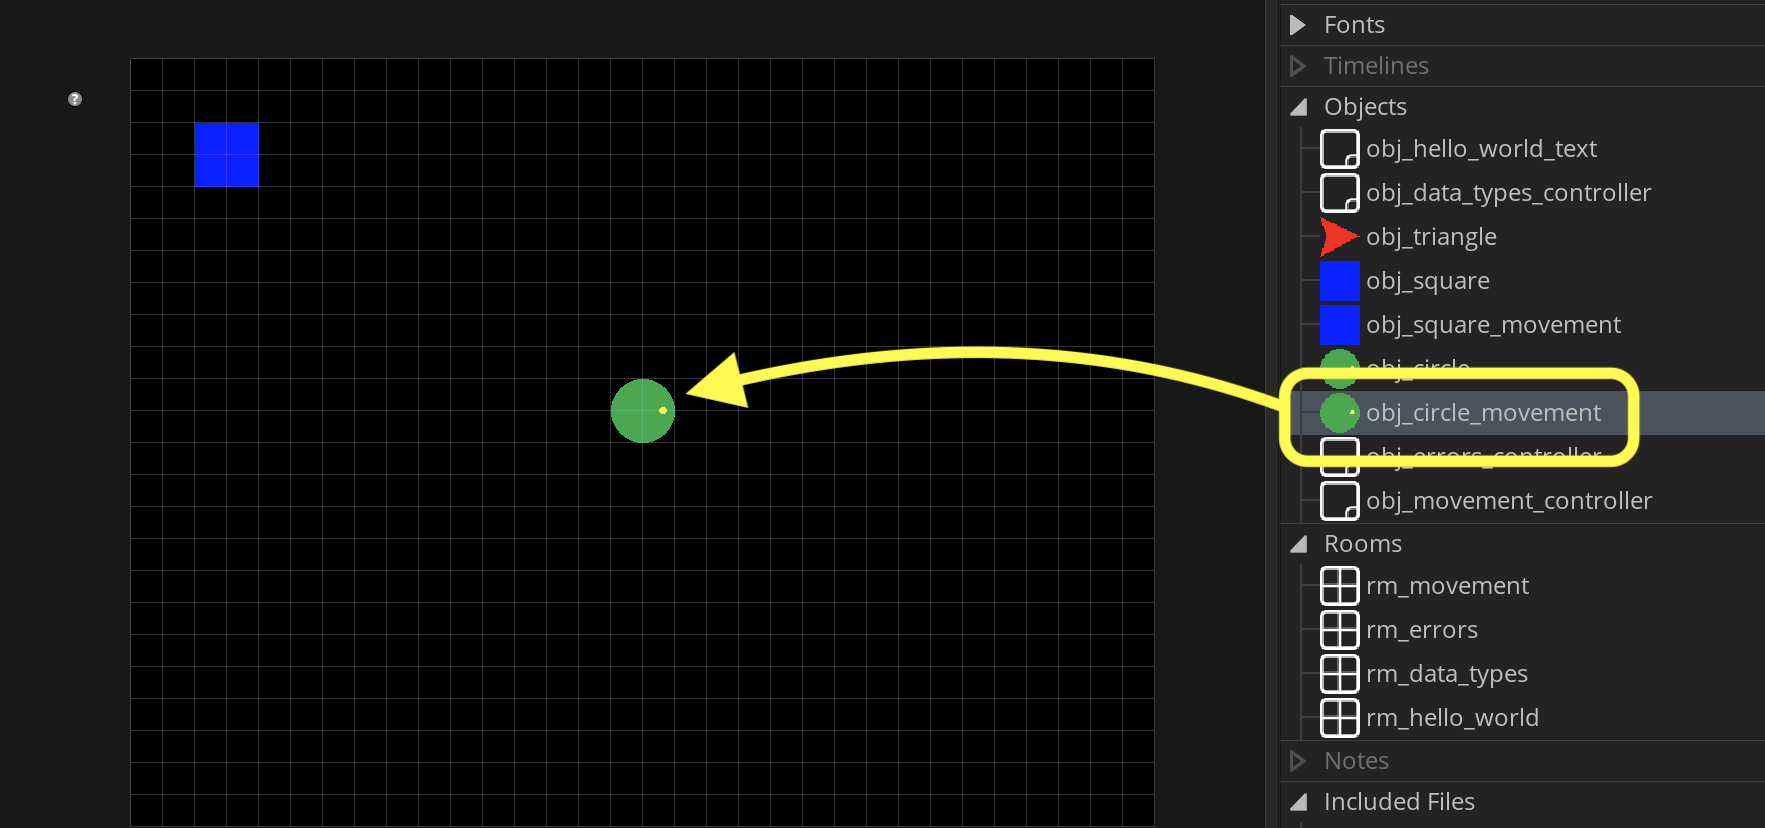 ?
Fonts
Timelines
Objects
obj_hello_world_text
obj_data_types_controller
obj_triangle
obj_square
obj_square_movement
obj_circle
obj_circle_movement
obj_errors_controller
obj_movement_controller
Rooms
rm_movement
rm_errors
rm_data_types
rm_hello_world
Notes
Included Files